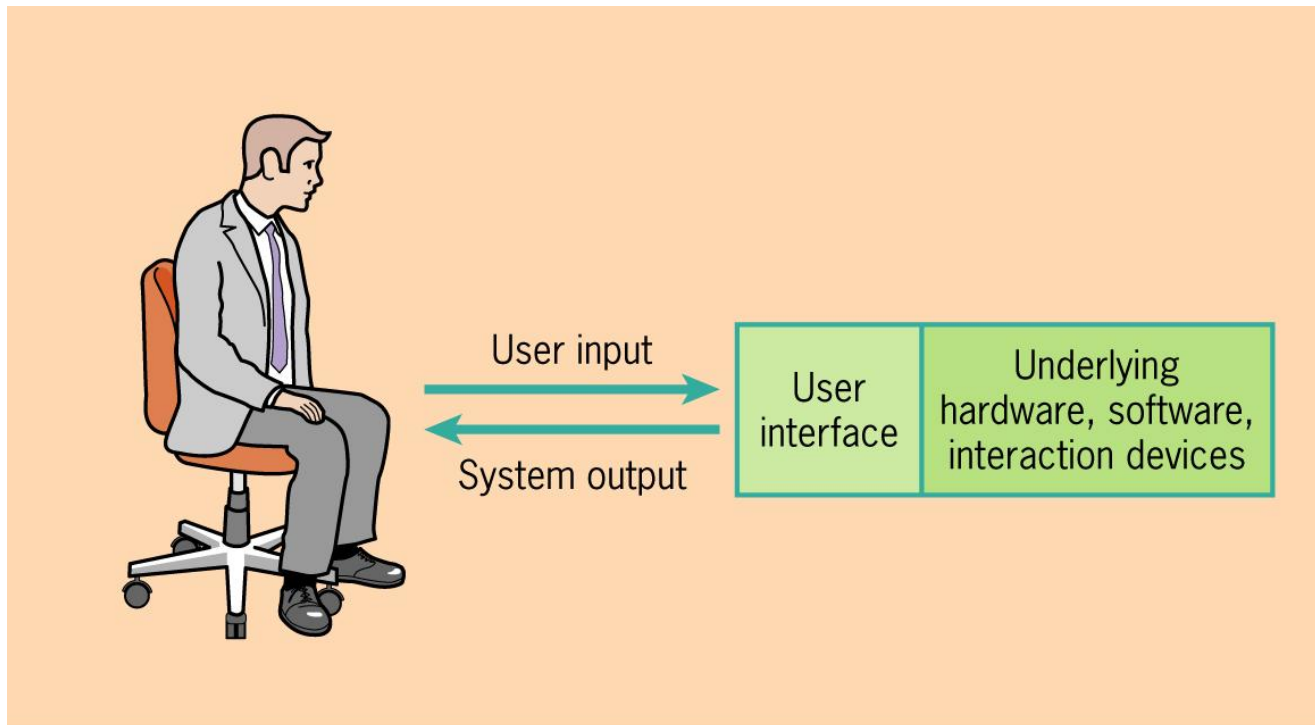 User input
System output
User
interface
Underlying
hardware, software,
interaction devices